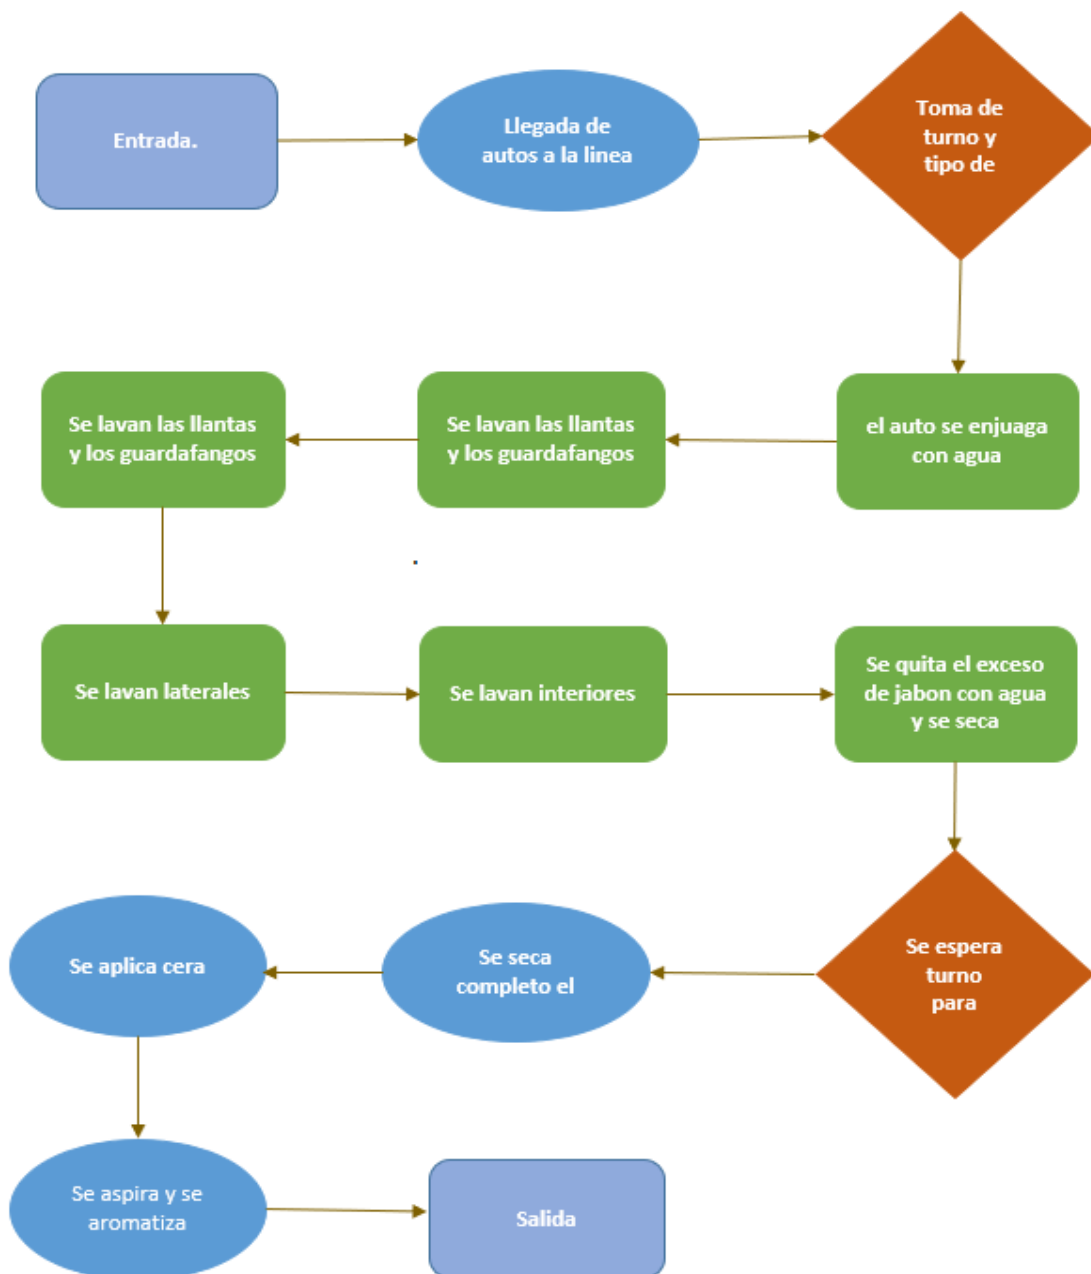 Entrada.
Llegada de
autos a la linea
Toma de
turno y
tipo de
el auto se enjuaga
con agua
Se lavan las llantas
y los guardafangos
Se lavan las llantas
y los guardafangos
Se lavan laterales
Se lavan interiores
Se quita el exceso
de jabon con agua
y se seca
Se espera
turno
para
Se seca
completo el
Se aplica cera
Se aspira y se
aromatiza
Salida